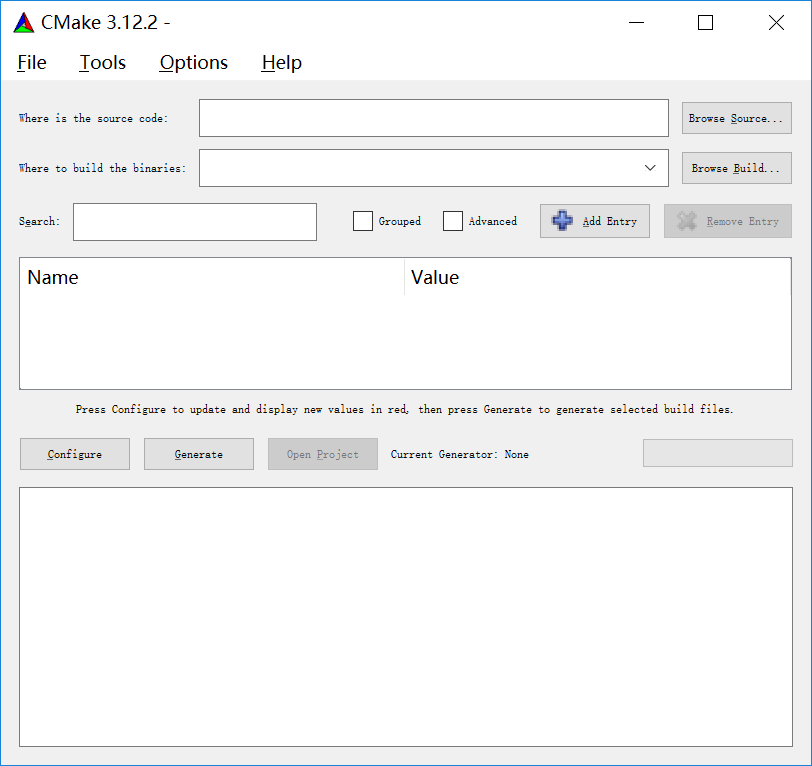 CMake 3.12.2 -
File Tools Options Help
Where is the source code: Browse Source...
Where to build the binaries: Browse Build...
Search: Grouped Advanced Add Entry Remove Entry
Name Value
Press Configure to update and display new values in red, then press Generate to generate selected build files.
Configure Generate Open Project Current Generator: None